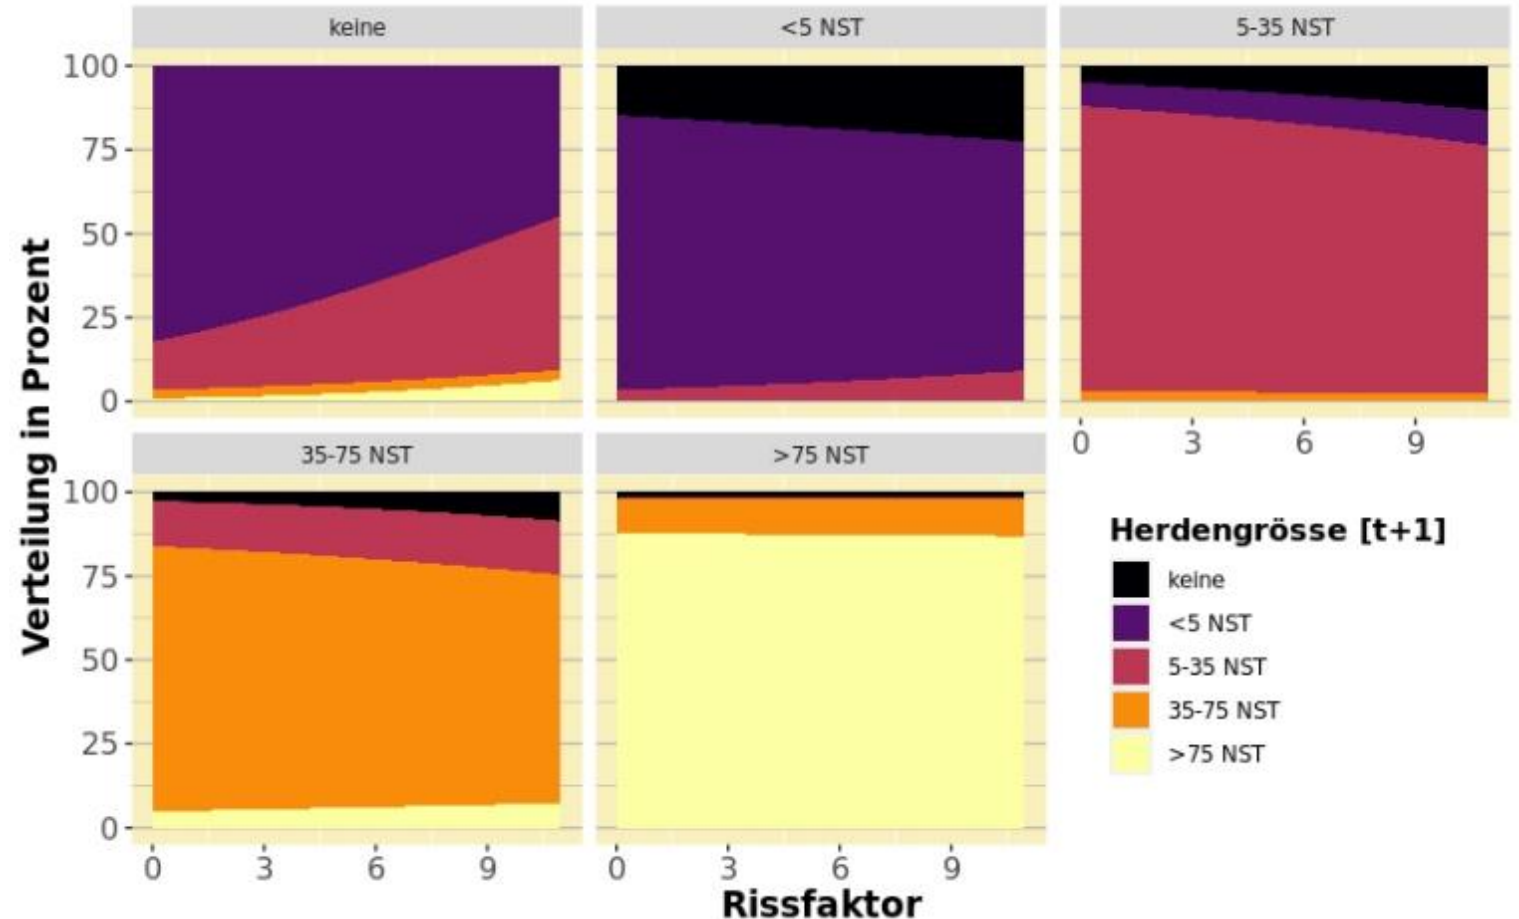 keine
<5 NST
5-35 NST
100
75
50
25
0
0 3 6 9
35-75 NST
>75 NST
100
75
50
25
0
0 3 6 9
0 3 6 9
Verteilung in Prozent
Rissfaktor
Herdengrösse [t+1]
keine
<5 NST
5-35 NST
35-75 NST
>75 NST